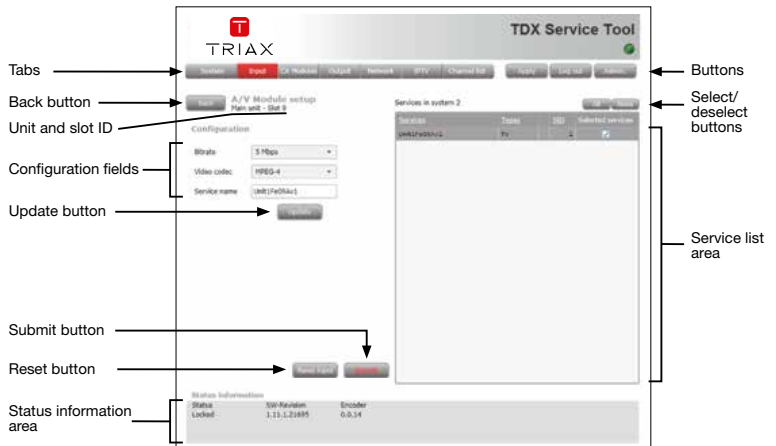 TRIAX
TDX Service Tool
Tabs
System Input CA Modules Output Network IPTV Channel list Apply Log out Admin
Buttons
Back button
Back
A/V Module setup
Main unit - Slot 9
Services in system 2
All None
Select/
deselect
buttons
Unit and slot ID
Configuration
Services Types SID Selected services
Unit1Fe09Av1 TV 1
Configuration fields
Bitrate 5 Mbps
Video codec MPEG-4
Service name Unit1Fe09Av1
Update button
Update
Service list
area
Submit button
Reset button
Reset input Submit
Status information
area
Status Information
Status SW-Revision Encoder
Locked 1.11.1.21695 0.0.14